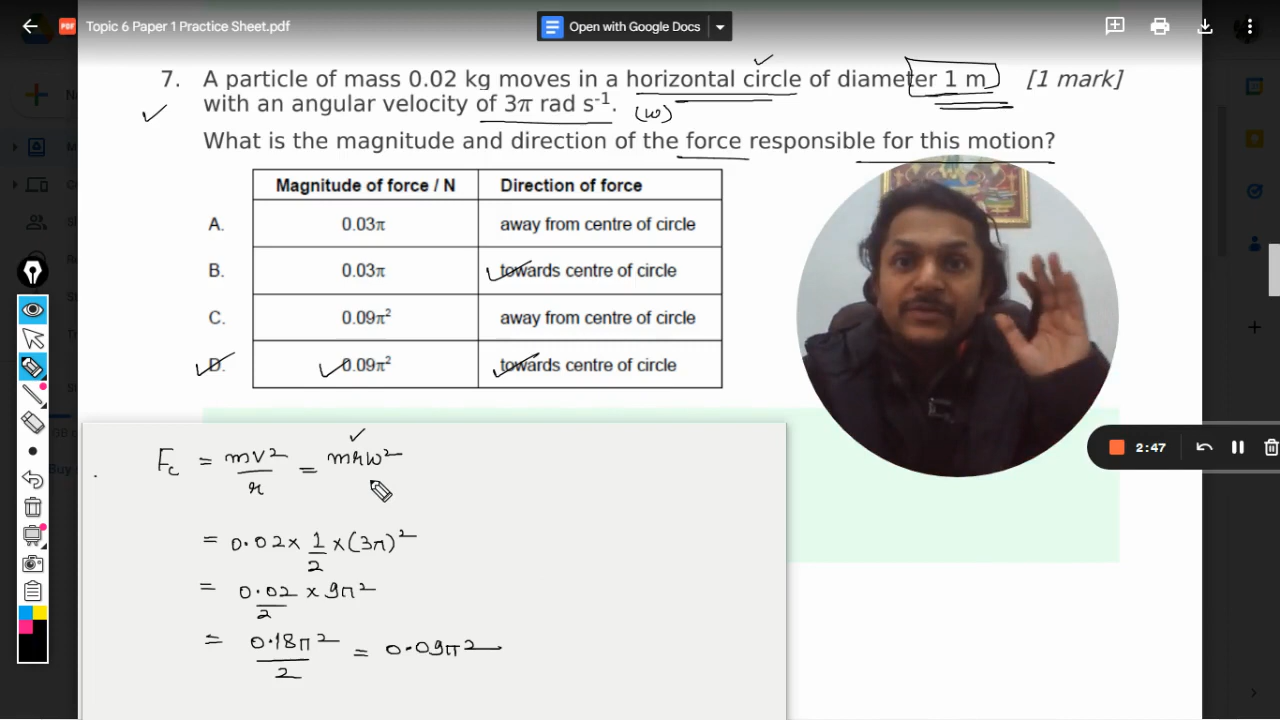 Topic 6 Paper 1 Practice Sheet.pdf
Open with Google Docs
7. A particle of mass 0.02 kg moves in a horizontal circle of diameter 1 m [1 mark]
with an angular velocity of 3π rad s⁻¹. (ω)
What is the magnitude and direction of the force responsible for this motion?
Magnitude of force / N Direction of force
A. 0.03π away from centre of circle
B. 0.03π towards centre of circle
C. 0.09π² away from centre of circle
D. 0.09π² towards centre of circle
Fc = mv²/r = mrω²
= 0.02 × 1/2 × (3π)²
= 0.02/2 × 9π²
= 0.18π²/2 = 0.09π²
2:47